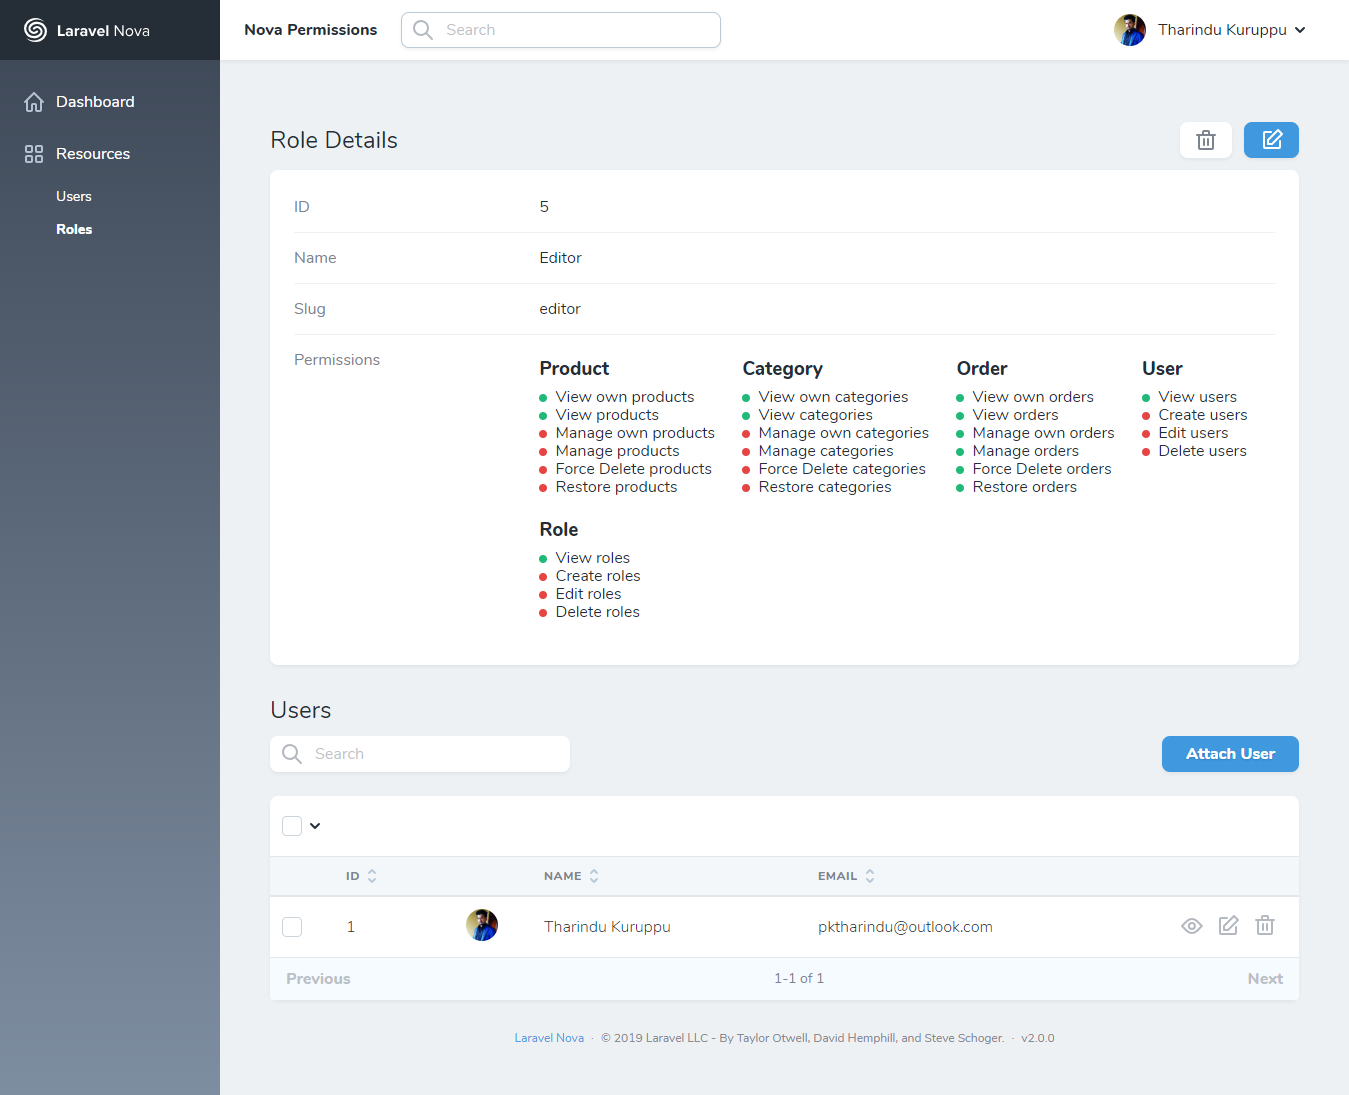 Laravel Nova
Nova Permissions
Search
Tharindu Kuruppu
Dashboard
Resources
Users
Roles
Role Details
ID 5
Name Editor
Slug editor
Permissions
Product
View own products
View products
Manage own products
Manage products
Force Delete products
Restore products
Category
View own categories
View categories
Manage own categories
Manage categories
Force Delete categories
Restore categories
Order
View own orders
View orders
Manage own orders
Manage orders
Force Delete orders
Restore orders
User
View users
Create users
Edit users
Delete users
Role
View roles
Create roles
Edit roles
Delete roles
Users
Search
Attach User
ID NAME EMAIL
1 Tharindu Kuruppu pktharindu@outlook.com
Previous 1-1 of 1 Next
Laravel Nova · © 2019 Laravel LLC - By Taylor Otwell, David Hemphill, and Steve Schoger. · v2.0.0